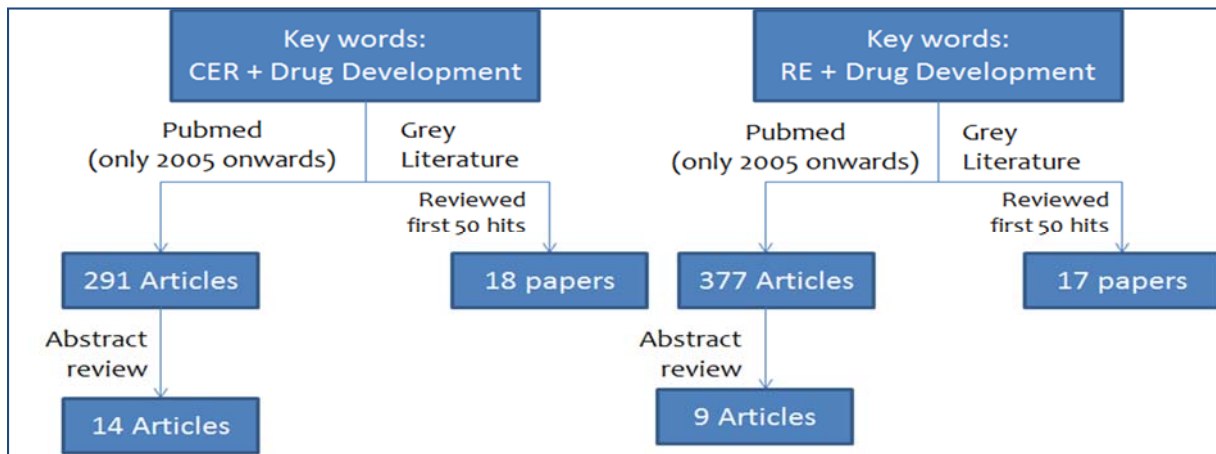 Key words:
CER + Drug Development
Pubmed
(only 2005 onwards)
Grey
Literature
Reviewed
first 50 hits
291 Articles
18 papers
Abstract
review
14 Articles
Key words:
RE + Drug Development
Pubmed
(only 2005 onwards)
Grey
Literature
Reviewed
first 50 hits
377 Articles
17 papers
Abstract
review
9 Articles